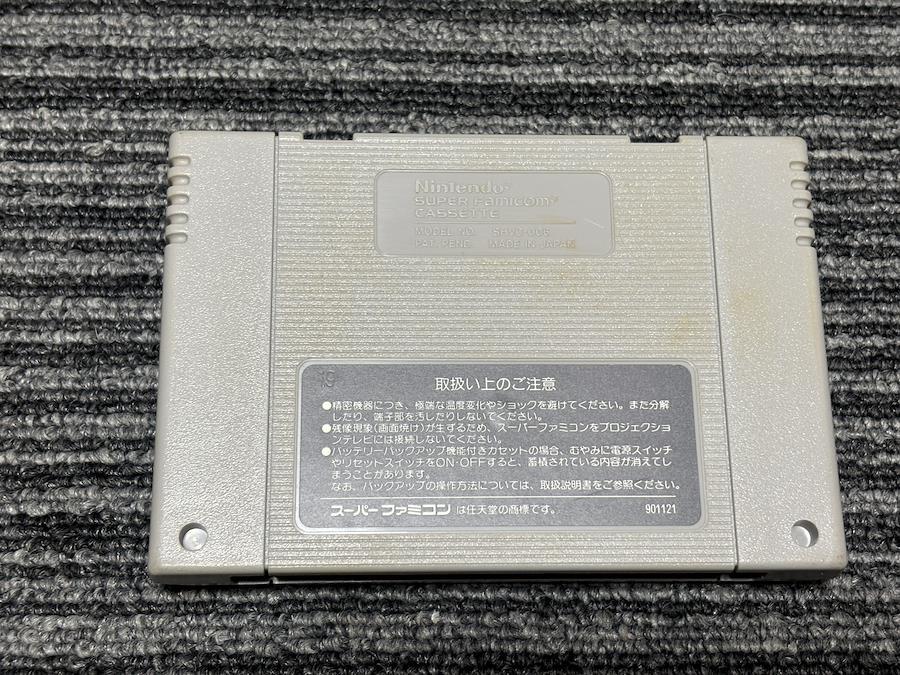 Nintendo®
SUPER Famicom®
CASSETTE
MODEL NO. SHVC-006
PAT. PEND. MADE IN JAPAN
19
取扱い上のご注意
●精密機器につき、極端な温度変化やショックを避けてください。また分解
したり、端子部を汚したりしないでください。
●残像現象(画面焼け)が生ずるため、スーパーファミコンをプロジェクショ
ンテレビには接続しないでください。
●バッテリーバックアップ機能付きカセットの場合、むやみに電源スイッチ
やリセットスイッチをON・OFFすると、蓄積されている内容が消えてし
まうことがあります。
なお、バックアップの操作方法については、取扱説明書をご参照ください。
スーパーファミコンは任天堂の商標です。 901121